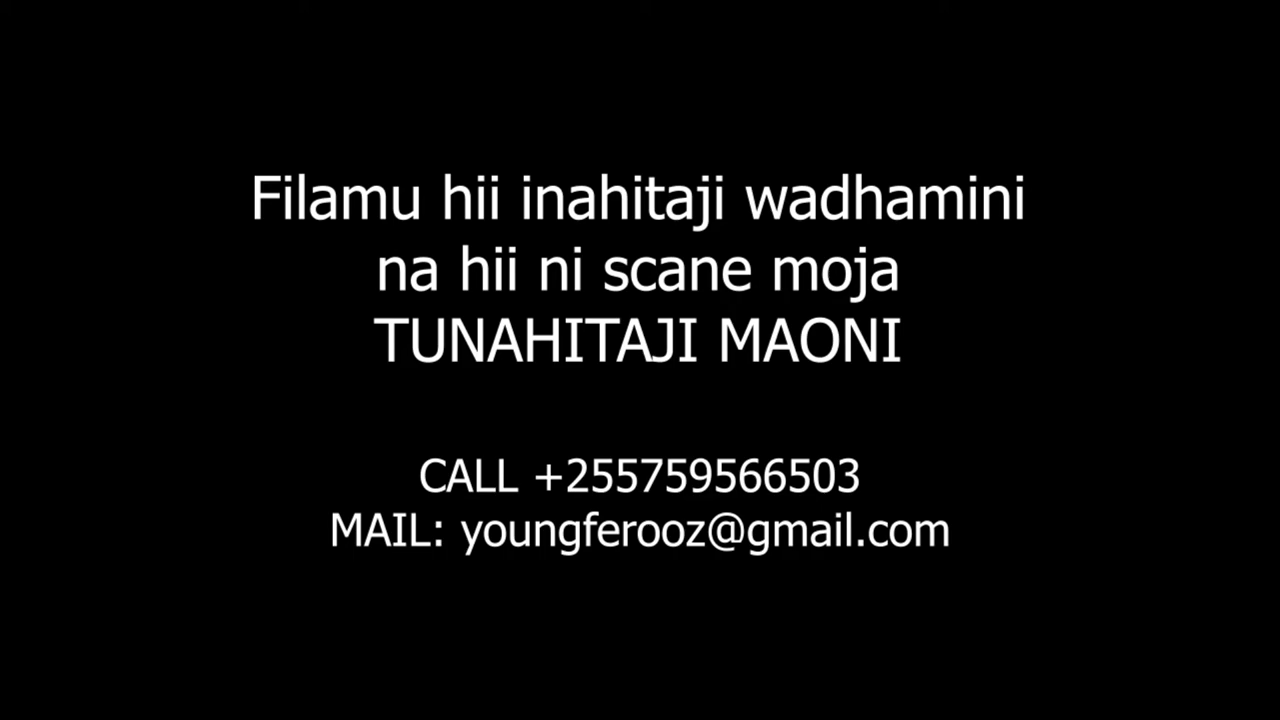 Filamu hii inahitaji wadhamini
na hii ni scane moja
TUNAHITAJI MAONI
CALL +255759566503
MAIL: youngferooz@gmail.com